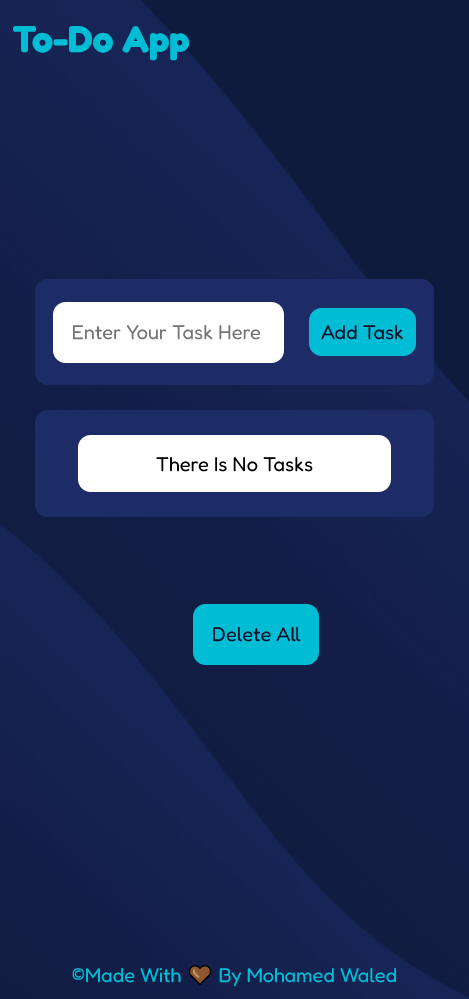 To-Do App
Enter Your Task Here
Add Task
There Is No Tasks
Delete All
©Made With 🤎 By Mohamed Waled